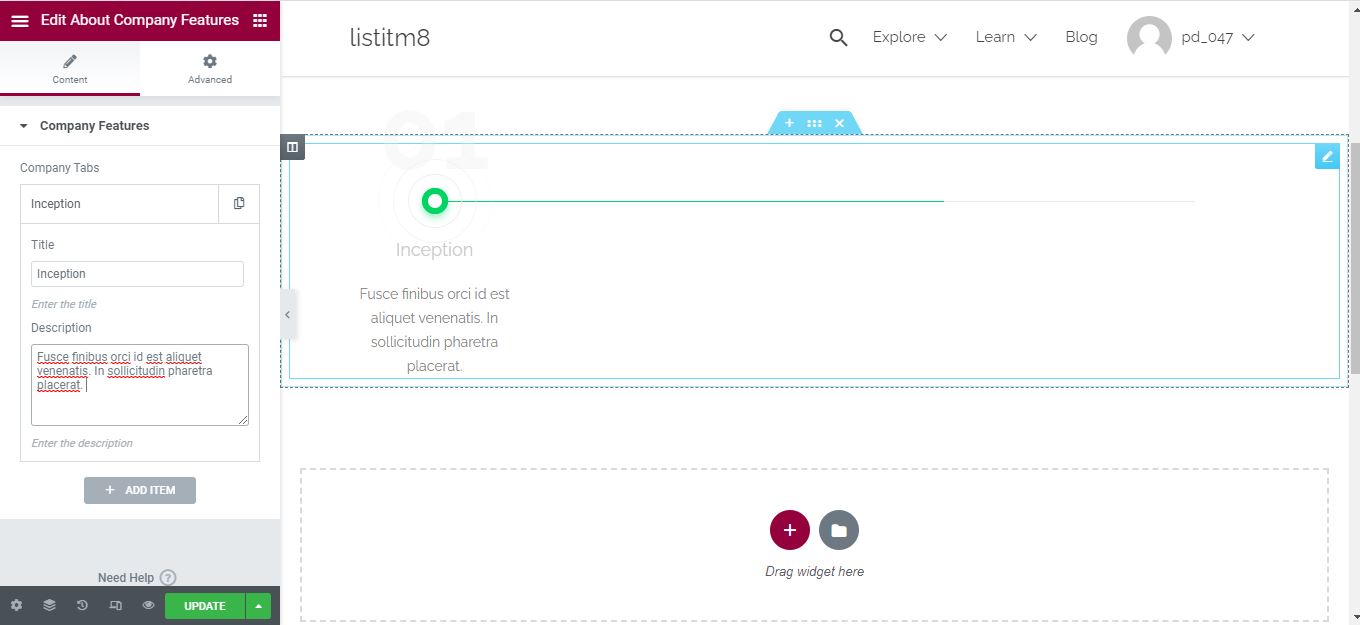 Edit About Company Features
Content
Advanced
Company Features
Company Tabs
Inception
Title
Inception
Enter the title
Description
Fusce finibus orci id est aliquet
venenatis. In sollicitudin pharetra
placerat.
Enter the description
+ ADD ITEM
Need Help ?
UPDATE
listitm8
Explore
Learn
Blog
pd_047
01
Inception
Fusce finibus orci id est
aliquet venenatis. In
sollicitudin pharetra
placerat.
Drag widget here